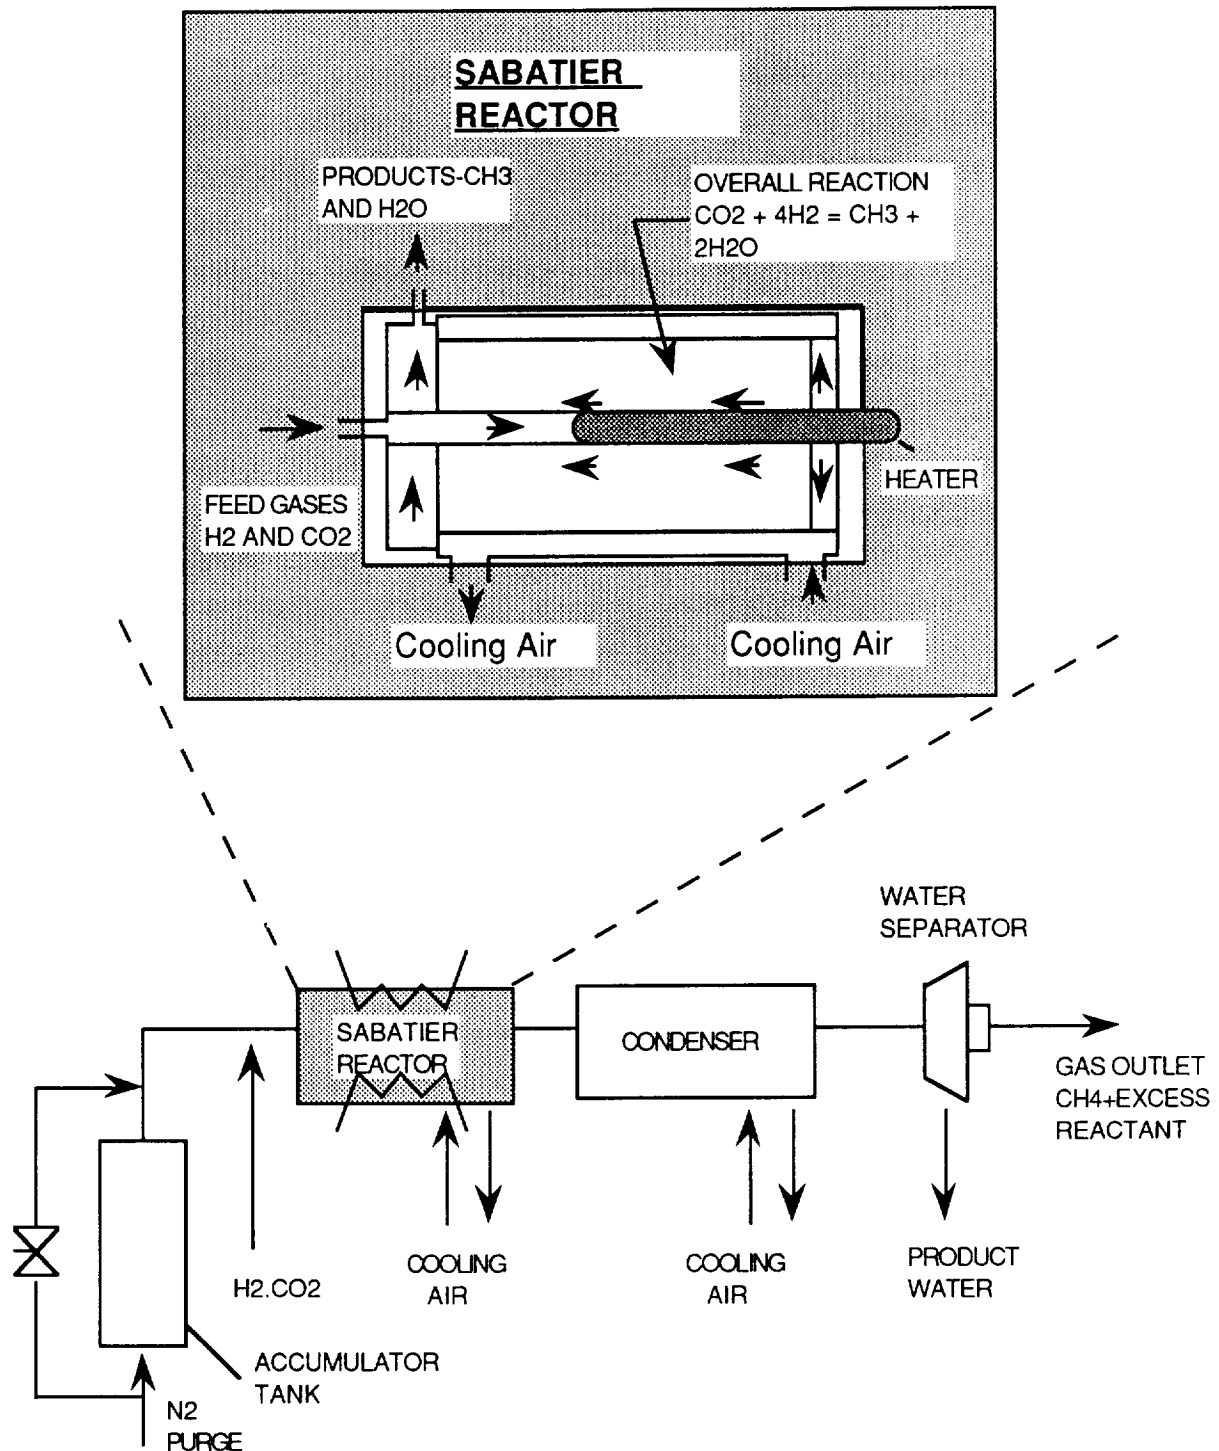 SABATIER
REACTOR
PRODUCTS-CH3
AND H2O
OVERALL REACTION
CO2 + 4H2 = CH3 +
2H2O
HEATER
FEED GASES
H2 AND CO2
Cooling Air
Cooling Air
WATER
SEPARATOR
SABATIER
REACTOR
CONDENSER
GAS OUTLET
CH4+EXCESS
REACTANT
H2.CO2
COOLING
AIR
COOLING
AIR
PRODUCT
WATER
ACCUMULATOR
TANK
N2
PURGE